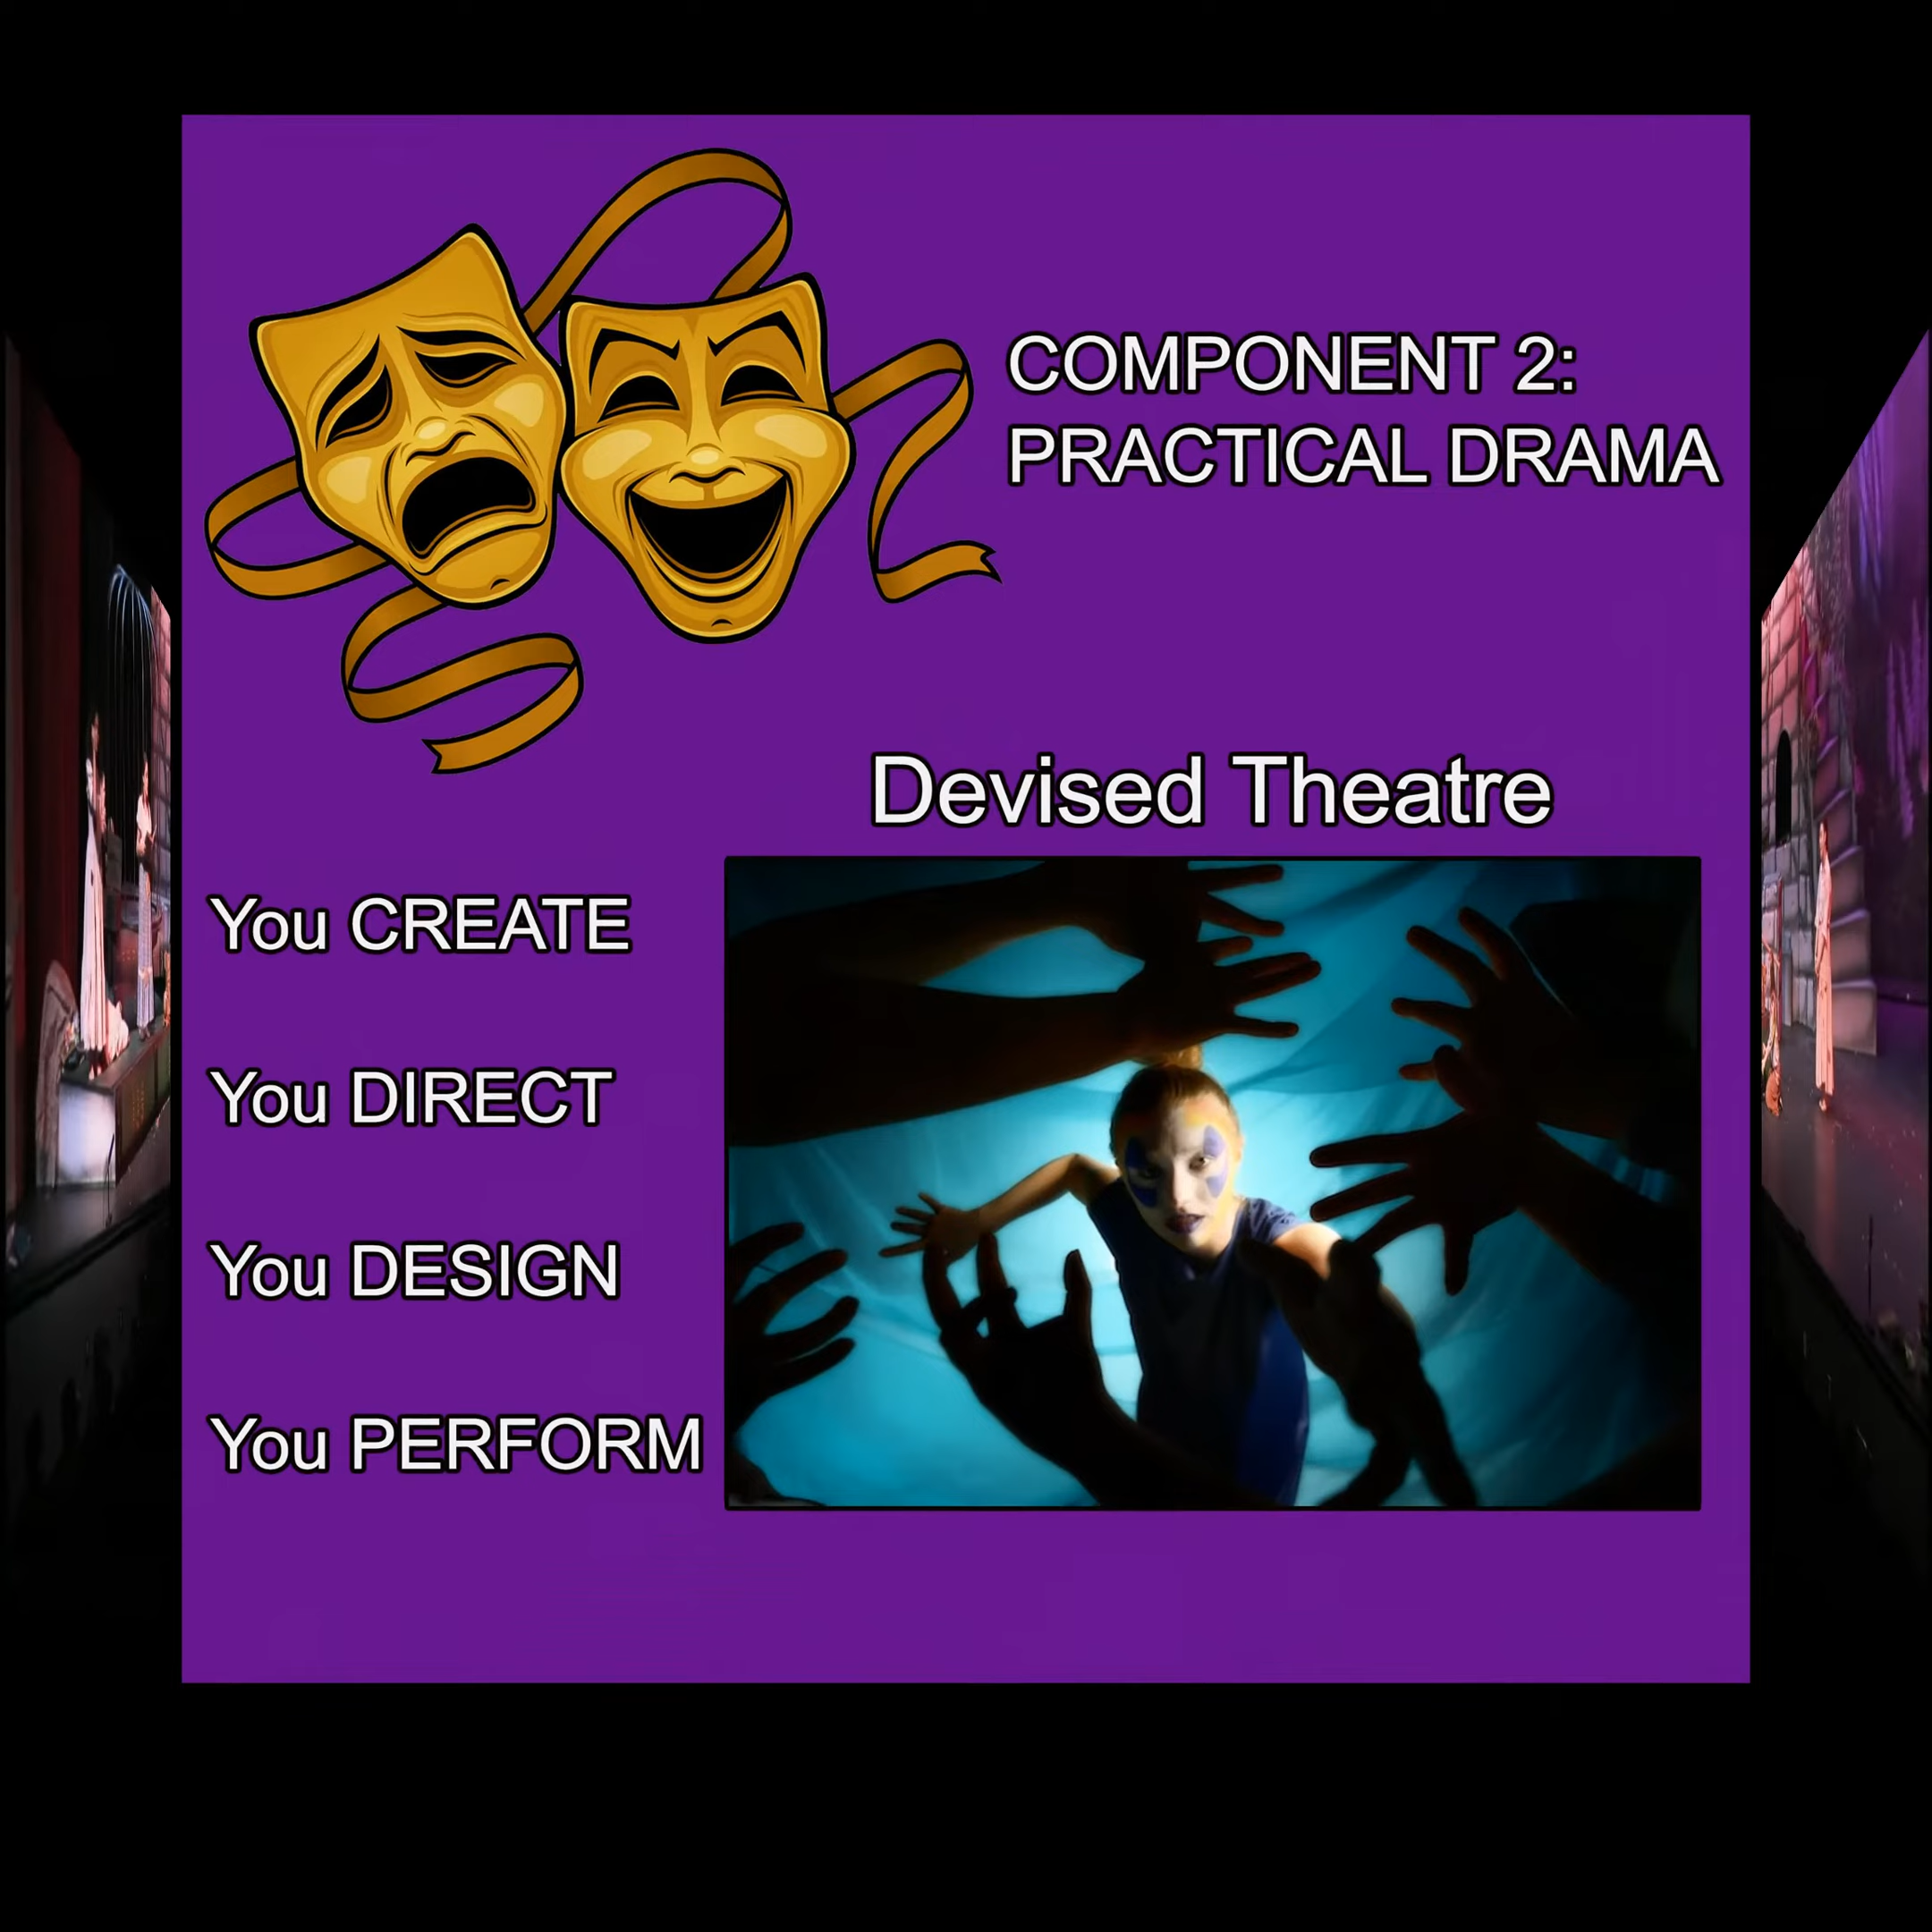 COMPONENT 2:
PRACTICAL DRAMA
Devised Theatre
You CREATE
You DIRECT
You DESIGN
You PERFORM